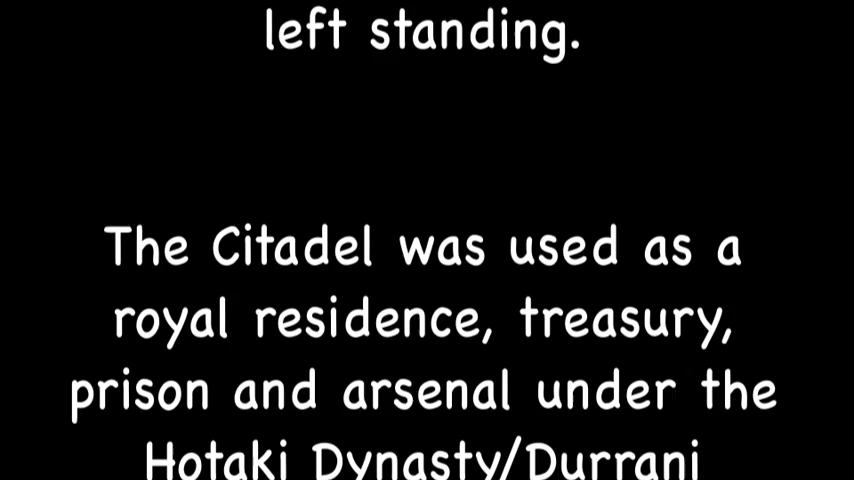 left standing.
The Citadel was used as a
royal residence, treasury,
prison and arsenal under the
Hotaki Dynasty/Durrani